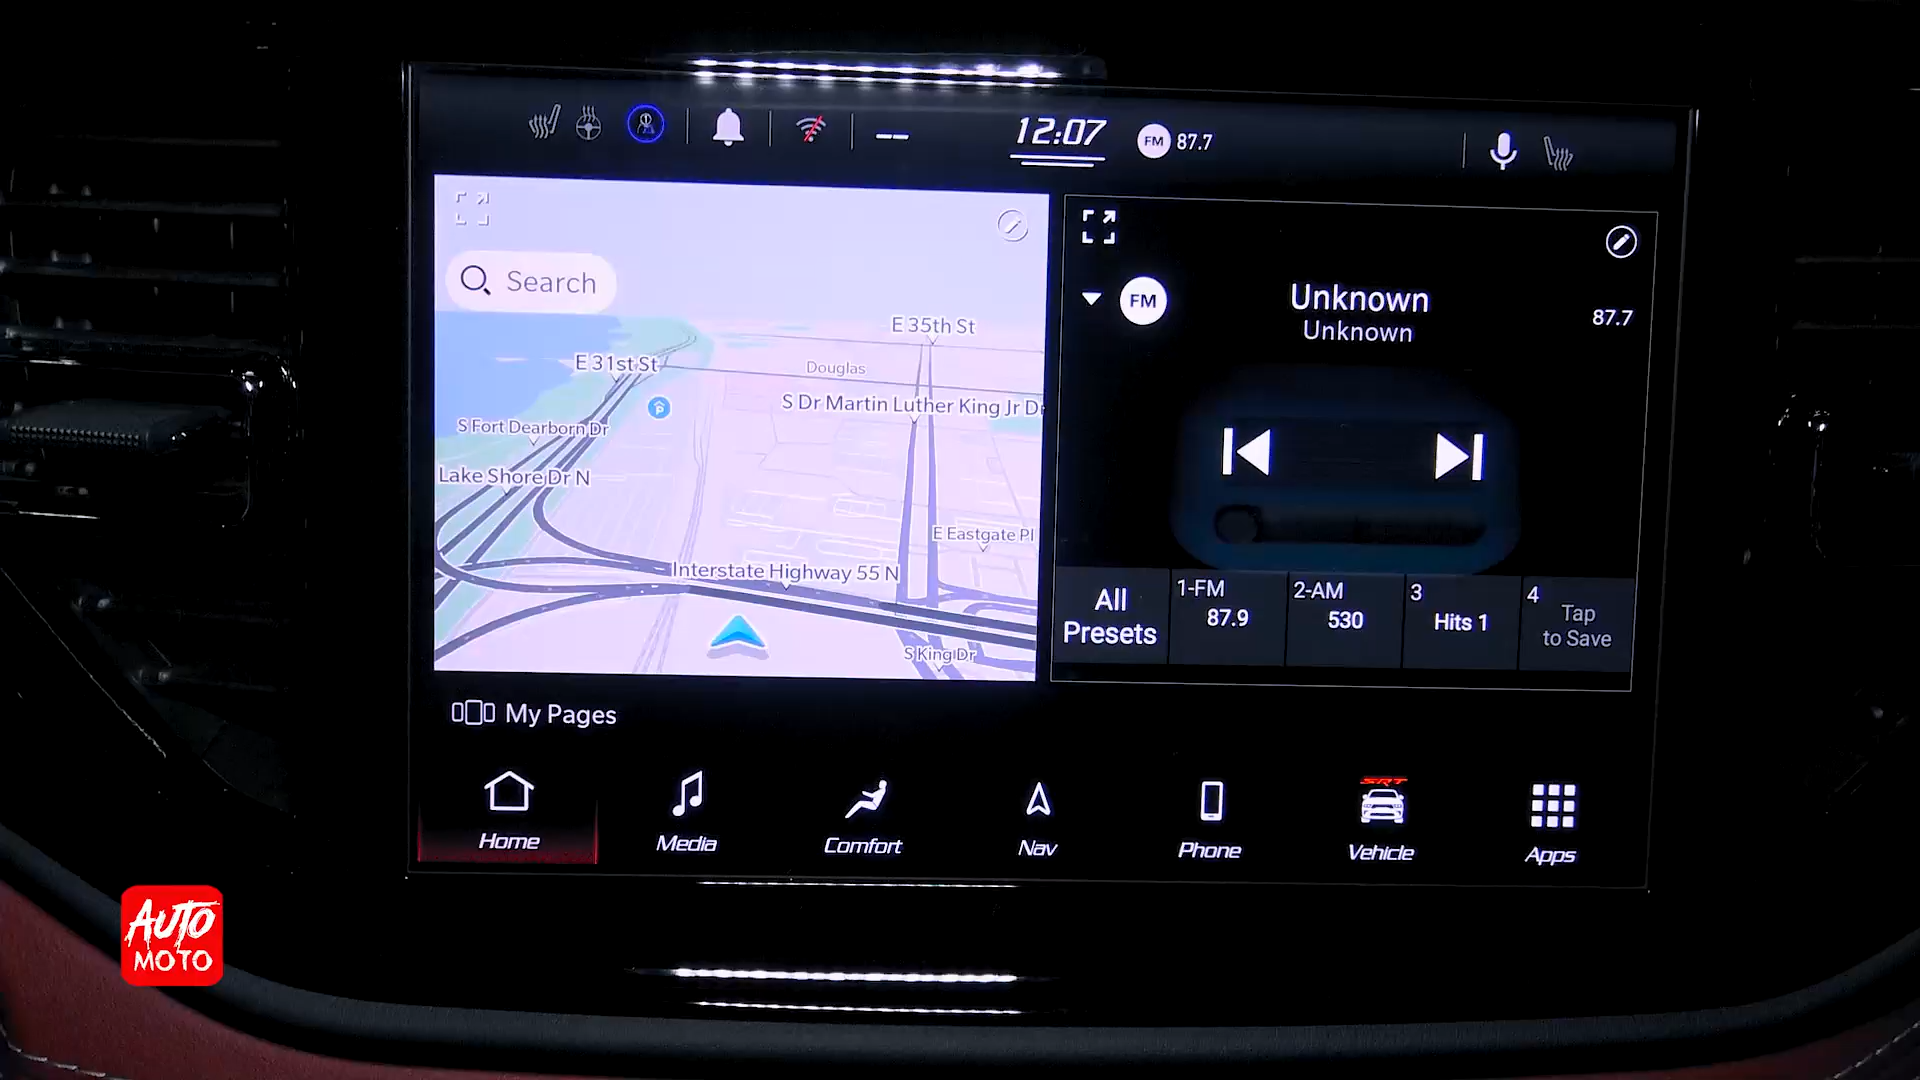 12:07
FM 87.7
Search
E 35th St
E 31st St
Douglas
S Dr Martin Luther King Jr D
S Fort Dearborn Dr
Lake Shore Dr N
E Eastgate Pl
Interstate Highway 55 N
S King Dr
FM
Unknown
Unknown
87.7
All
Presets
1-FM
87.9
2-AM
530
3
Hits 1
4
Tap
to Save
My Pages
Home
Media
Comfort
Nav
Phone
SRT
Vehicle
Apps
AUTO
MOTO